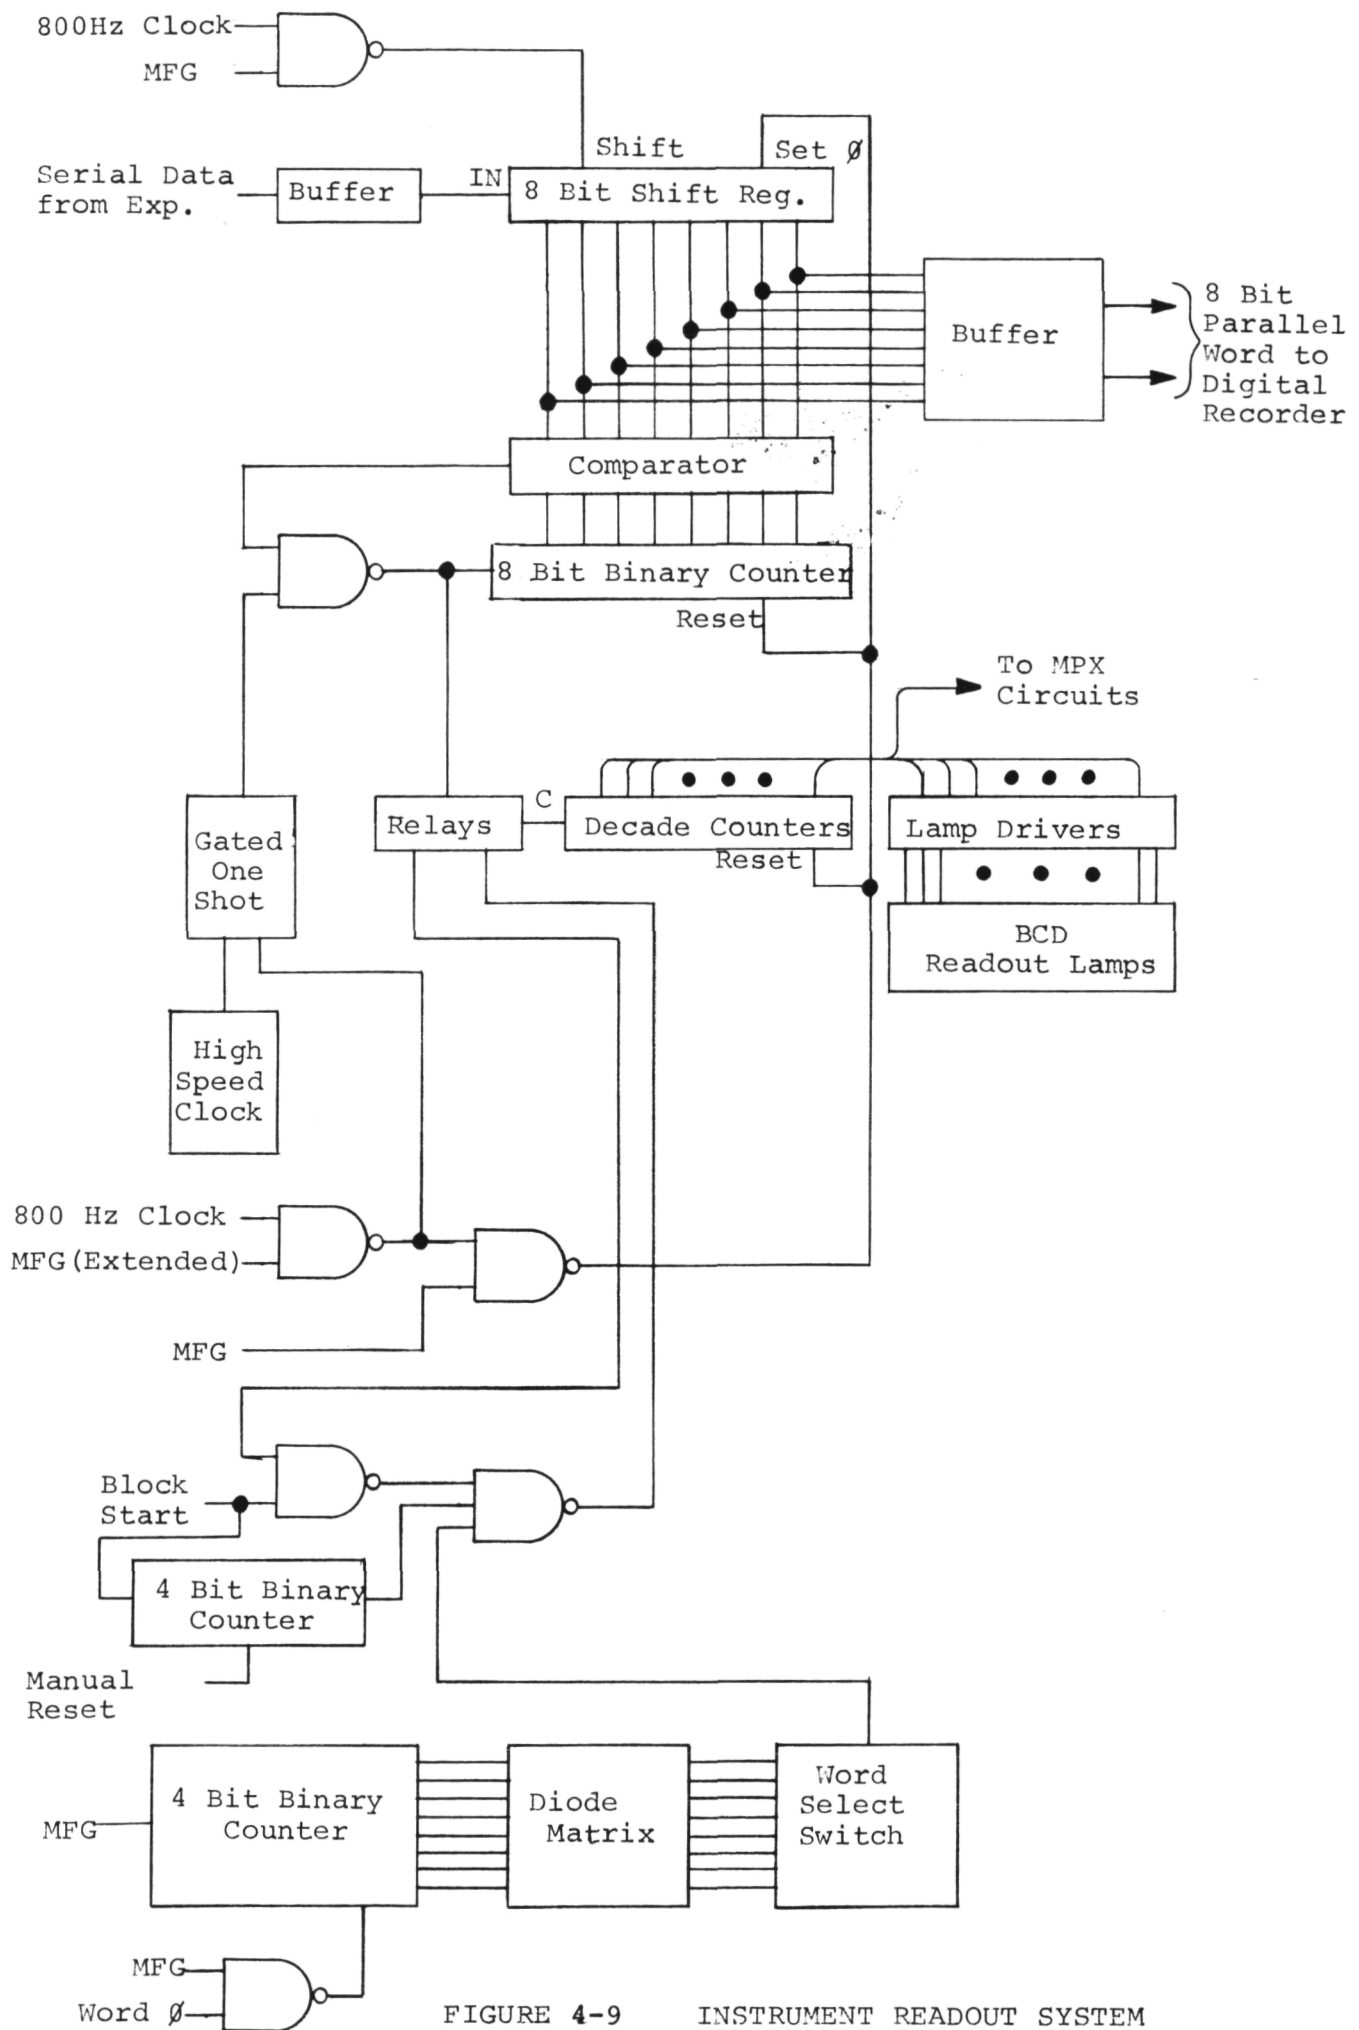 800Hz Clock
MFG
Shift
Set Ø
Serial Data
from Exp.
Buffer
IN
8 Bit Shift Reg.
Buffer
8 Bit
Parallel
Word to
Digital
Recorder
Comparator
8 Bit Binary Counter
Reset
To MPX
Circuits
Gated
One
Shot
Relays
C
Decade Counters
Reset
Lamp Drivers
BCD
Readout Lamps
High
Speed
Clock
800 Hz Clock
MFG(Extended)
MFG
Block
Start
4 Bit Binary
Counter
Manual
Reset
MFG
4 Bit Binary
Counter
Diode
Matrix
Word
Select
Switch
MFG
Word Ø
FIGURE 4-9 INSTRUMENT READOUT SYSTEM